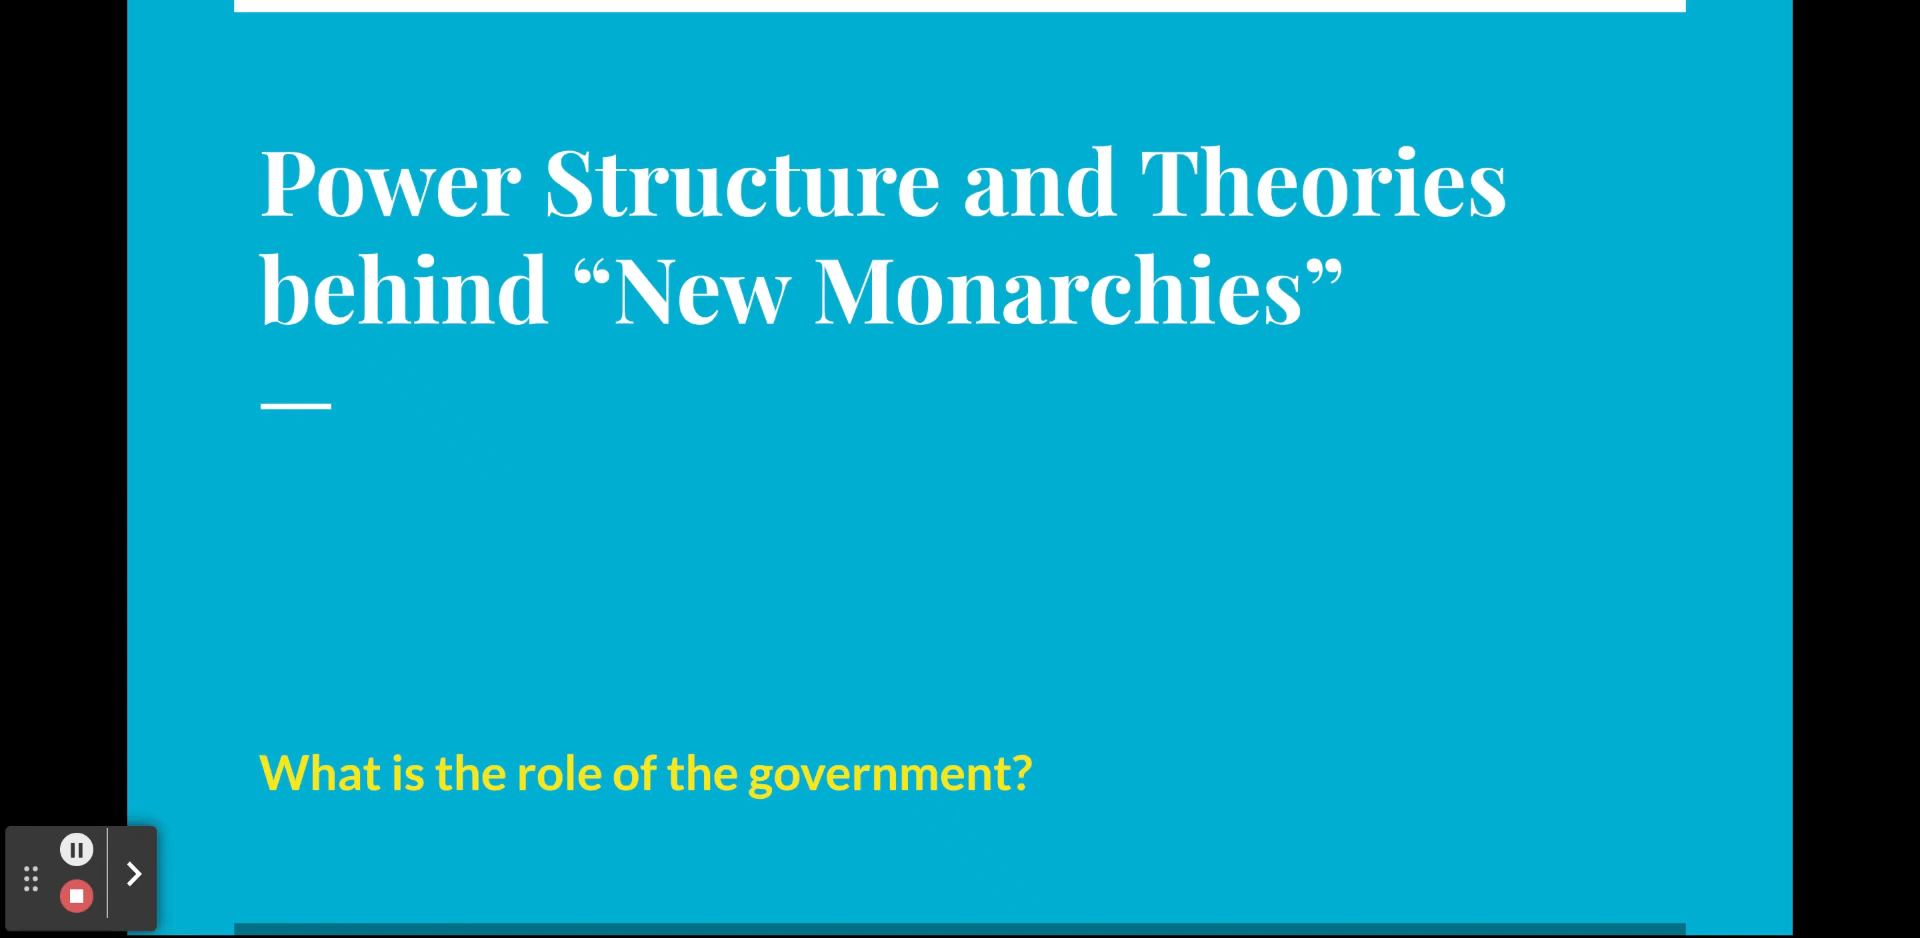 Power Structure and Theories
behind “New Monarchies”
What is the role of the government?